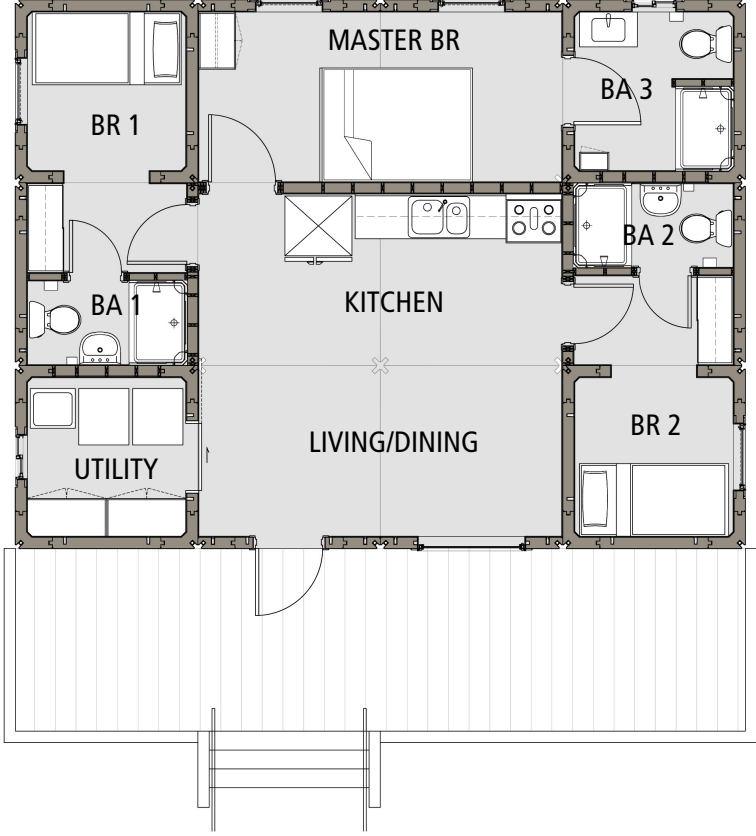 MASTER BR
BA 3
BR 1
BA 2
BA 1
KITCHEN
BR 2
LIVING/DINING
UTILITY